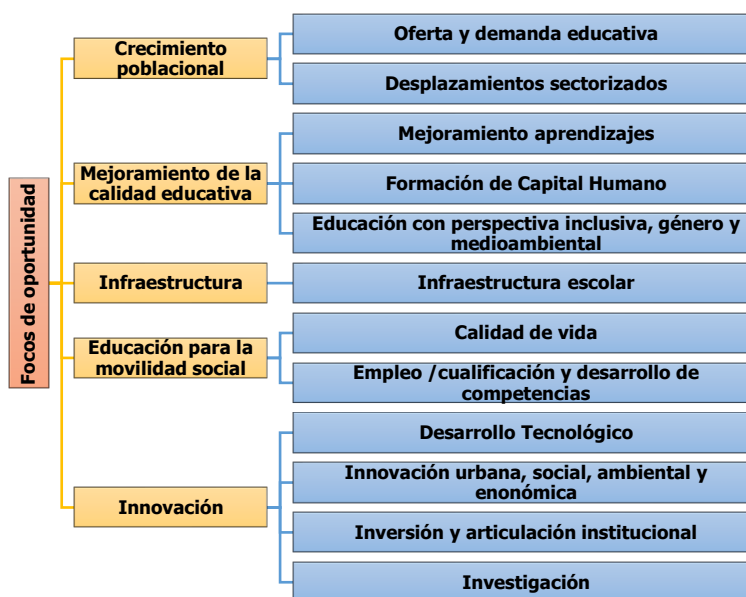 Focos de oportunidad
Crecimiento
poblacional
Oferta y demanda educativa
Desplazamientos sectorizados
Mejoramiento de la
calidad educativa
Mejoramiento aprendizajes
Formación de Capital Humano
Educación con perspectiva inclusiva, género y
medioambiental
Infraestructura
Infraestructura escolar
Educación para la
movilidad social
Calidad de vida
Empleo /cualificación y desarrollo de
competencias
Innovación
Desarrollo Tecnológico
Innovación urbana, social, ambiental y
enonómica
Inversión y articulación institucional
Investigación